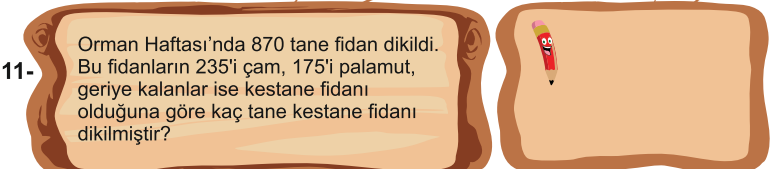 11-
Orman Haftası'nda 870 tane fidan dikildi.
Bu fidanların 235'i çam, 175'i palamut,
geriye kalanlar ise kestane fidanı
olduğuna göre kaç tane kestane fidanı
dikilmiştir?